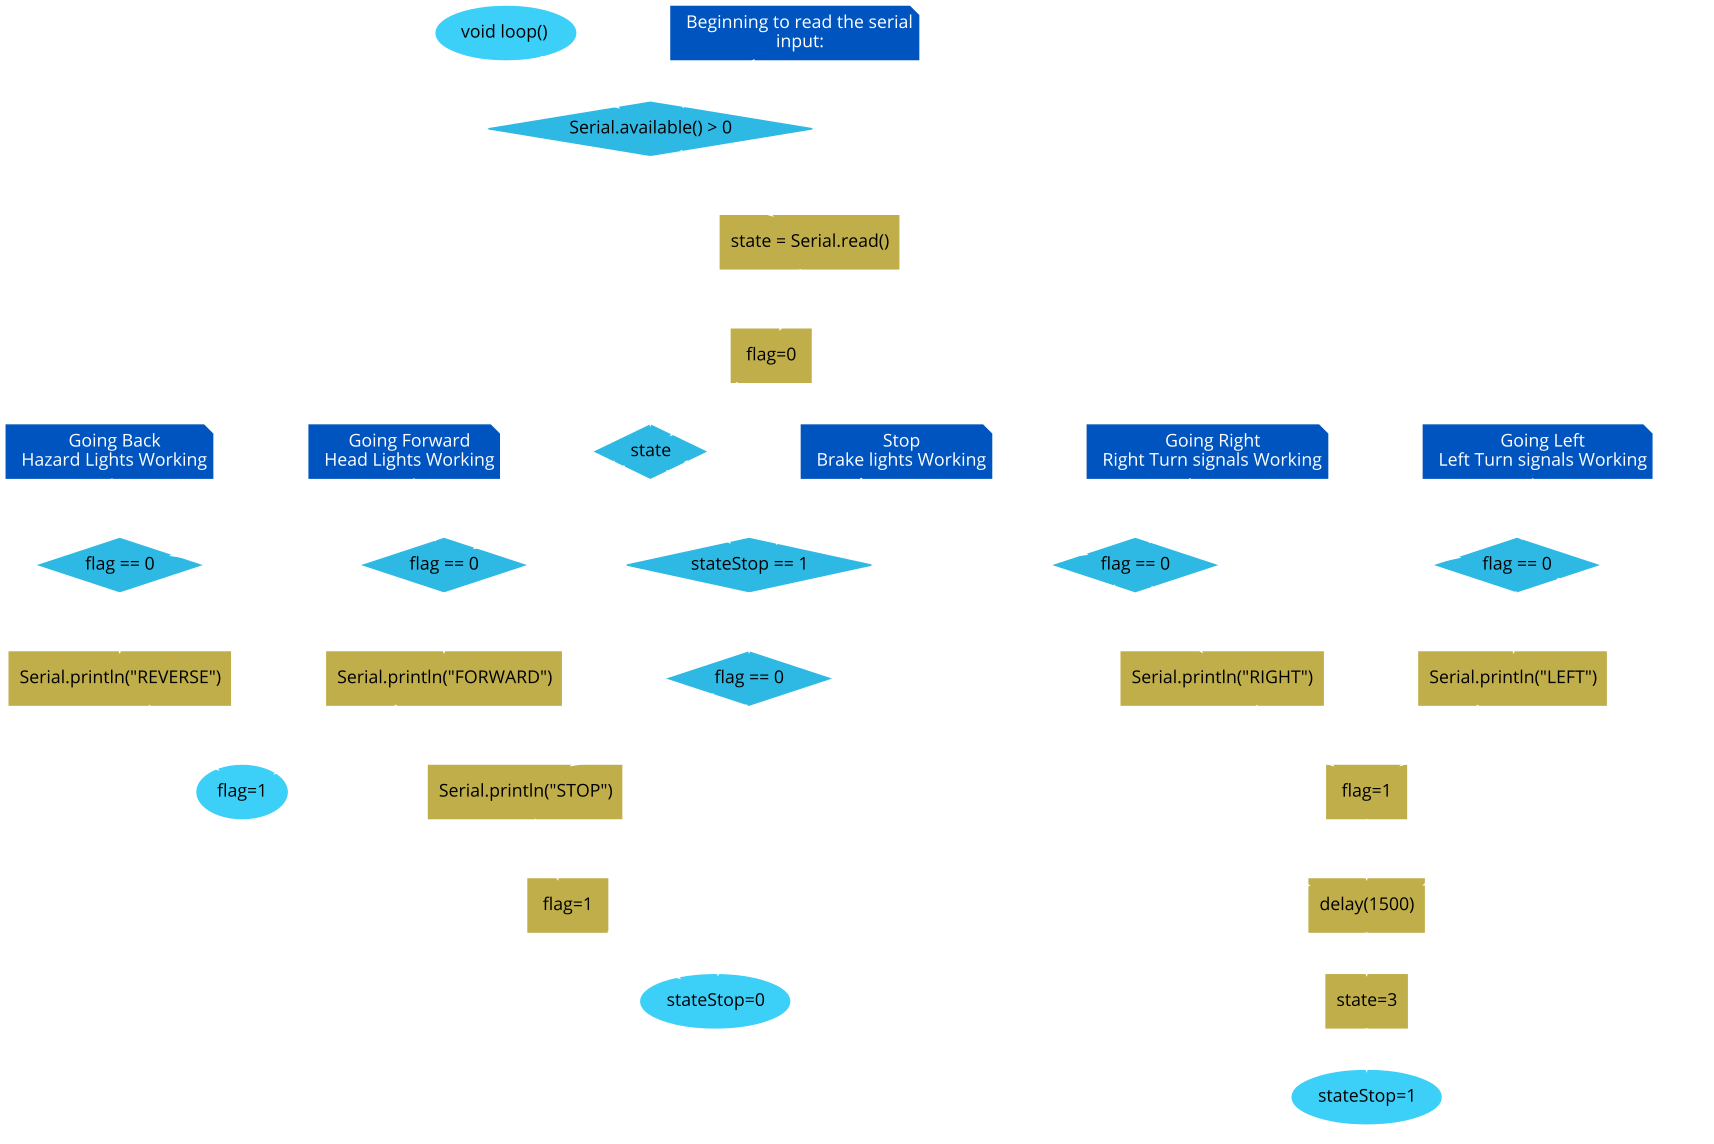 void loop()
Beginning to read the serial
input:
Serial.available() > 0
state = Serial.read()
flag=0
Going Back
Hazard Lights Working
Going Forward
Head Lights Working
state
Stop
Brake lights Working
Going Right
Right Turn signals Working
Going Left
Left Turn signals Working
flag == 0
flag == 0
stateStop == 1
flag == 0
flag == 0
Serial.println("REVERSE")
Serial.println("FORWARD")
flag == 0
Serial.println("RIGHT")
Serial.println("LEFT")
flag=1
Serial.println("STOP")
flag=1
flag=1
delay(1500)
stateStop=0
state=3
stateStop=1